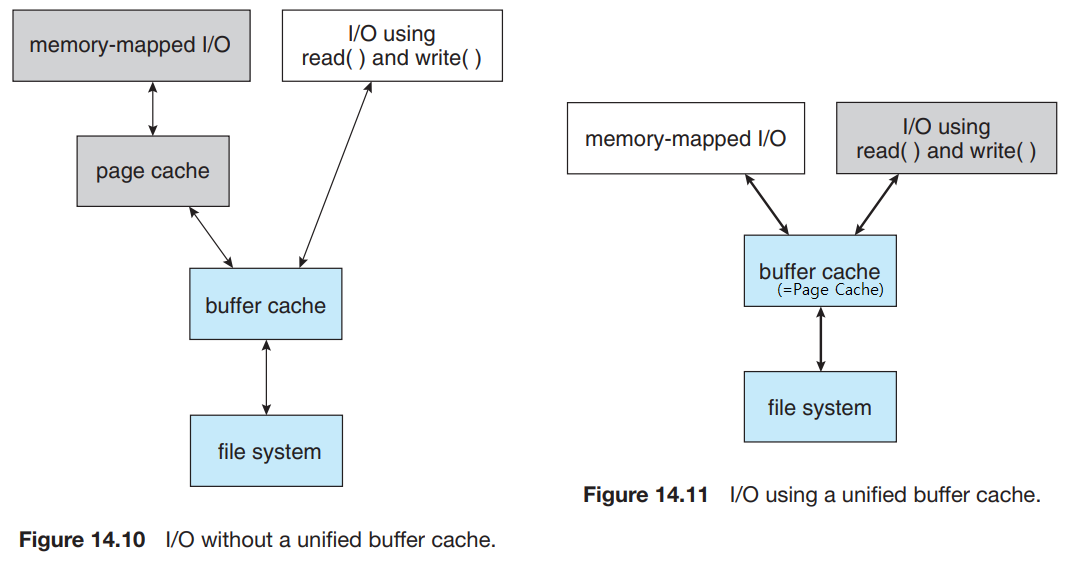 memory-mapped I/O
I/O using
read( ) and write( )
page cache
buffer cache
file system
Figure 14.10 I/O without a unified buffer cache.
memory-mapped I/O
I/O using
read( ) and write( )
buffer cache
(=Page Cache)
file system
Figure 14.11 I/O using a unified buffer cache.